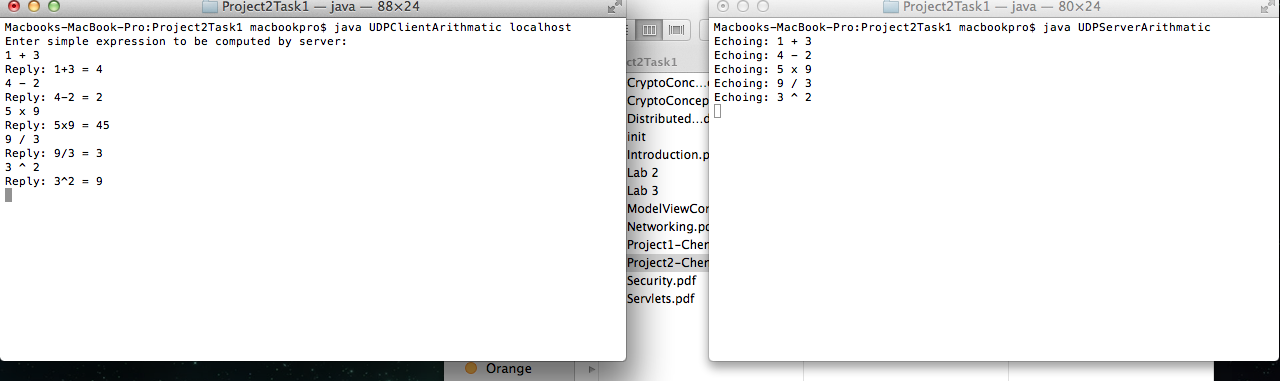 Project2Task1 — java — 88×24
Macbooks-MacBook-Pro:Project2Task1 macbookpro$ java UDPClientArithmatic localhost
Enter simple expression to be computed by server:
1 + 3
Reply: 1+3 = 4
4 - 2
Reply: 4-2 = 2
5 x 9
Reply: 5x9 = 45
9 / 3
Reply: 9/3 = 3
3 ^ 2
Reply: 3^2 = 9
ct2Task1
CryptoConc...
CryptoConcep
Distributed...d
init
Introduction.p
Lab 2
Lab 3
ModelViewCor
Networking.pd
Project1-Cher
Project2-Cher
Security.pdf
Servlets.pdf
Orange
Project2Task1 — java — 80×24
Macbooks-MacBook-Pro:Project2Task1 macbookpro$ java UDPServerArithmatic
Echoing: 1 + 3
Echoing: 4 - 2
Echoing: 5 x 9
Echoing: 9 / 3
Echoing: 3 ^ 2